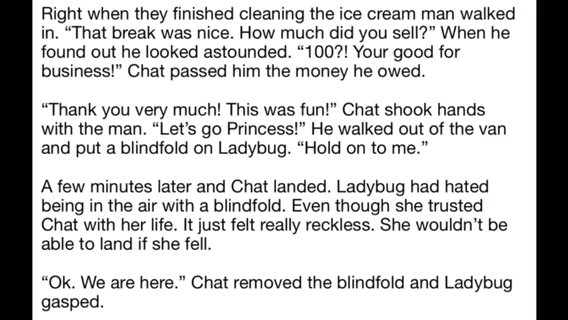 Right when they finished cleaning the ice cream man walked
in. “That break was nice. How much did you sell?” When he
found out he looked astounded. “100?! Your good for
business!” Chat passed him the money he owed.
“Thank you very much! This was fun!” Chat shook hands
with the man. “Let’s go Princess!” He walked out of the van
and put a blindfold on Ladybug. “Hold on to me.”
A few minutes later and Chat landed. Ladybug had hated
being in the air with a blindfold. Even though she trusted
Chat with her life. It just felt really reckless. She wouldn’t be
able to land if she fell.
“Ok. We are here.” Chat removed the blindfold and Ladybug
gasped.